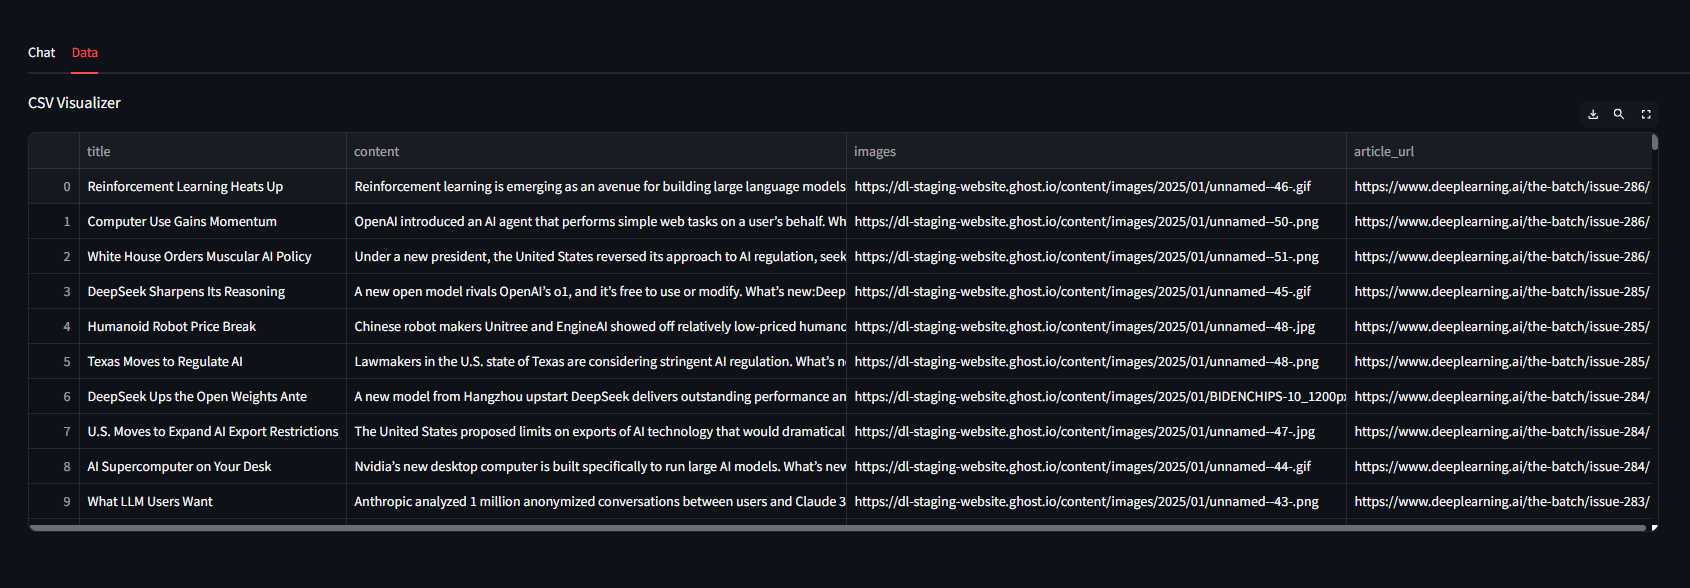 Chat Data
CSV Visualizer
title content images article_url
0 Reinforcement Learning Heats Up Reinforcement learning is emerging as an avenue for building large language models https://dl-staging-website.ghost.io/content/images/2025/01/unnamed--46-.gif https://www.deeplearning.ai/the-batch/issue-286/
1 Computer Use Gains Momentum OpenAI introduced an AI agent that performs simple web tasks on a user’s behalf. Wh https://dl-staging-website.ghost.io/content/images/2025/01/unnamed--50-.png https://www.deeplearning.ai/the-batch/issue-286/
2 White House Orders Muscular AI Policy Under a new president, the United States reversed its approach to AI regulation, seek https://dl-staging-website.ghost.io/content/images/2025/01/unnamed--51-.png https://www.deeplearning.ai/the-batch/issue-286/
3 DeepSeek Sharpens Its Reasoning A new open model rivals OpenAI’s o1, and it’s free to use or modify. What’s new:Deep https://dl-staging-website.ghost.io/content/images/2025/01/unnamed--45-.gif https://www.deeplearning.ai/the-batch/issue-285/
4 Humanoid Robot Price Break Chinese robot makers Unitree and EngineAI showed off relatively low-priced humano https://dl-staging-website.ghost.io/content/images/2025/01/unnamed--48-.jpg https://www.deeplearning.ai/the-batch/issue-285/
5 Texas Moves to Regulate AI Lawmakers in the U.S. state of Texas are considering stringent AI regulation. What’s n https://dl-staging-website.ghost.io/content/images/2025/01/unnamed--48-.png https://www.deeplearning.ai/the-batch/issue-285/
6 DeepSeek Ups the Open Weights Ante A new model from Hangzhou upstart DeepSeek delivers outstanding performance an https://dl-staging-website.ghost.io/content/images/2025/01/BIDENCHIPS-10_1200px https://www.deeplearning.ai/the-batch/issue-284/
7 U.S. Moves to Expand AI Export Restrictions The United States proposed limits on exports of AI technology that would dramatical https://dl-staging-website.ghost.io/content/images/2025/01/unnamed--47-.jpg https://www.deeplearning.ai/the-batch/issue-284/
8 AI Supercomputer on Your Desk Nvidia’s new desktop computer is built specifically to run large AI models. What’s new https://dl-staging-website.ghost.io/content/images/2025/01/unnamed--44-.gif https://www.deeplearning.ai/the-batch/issue-284/
9 What LLM Users Want Anthropic analyzed 1 million anonymized conversations between users and Claude 3 https://dl-staging-website.ghost.io/content/images/2025/01/unnamed--43-.png https://www.deeplearning.ai/the-batch/issue-283/